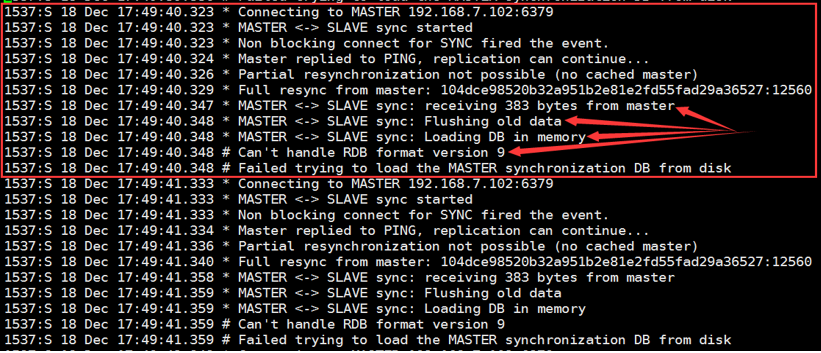 1537:S 18 Dec 17:49:40.323 * Connecting to MASTER 192.168.7.102:6379
1537:S 18 Dec 17:49:40.323 * MASTER <-> SLAVE sync started
1537:S 18 Dec 17:49:40.323 * Non blocking connect for SYNC fired the event.
1537:S 18 Dec 17:49:40.324 * Master replied to PING, replication can continue...
1537:S 18 Dec 17:49:40.326 * Partial resynchronization not possible (no cached master)
1537:S 18 Dec 17:49:40.329 * Full resync from master: 104dce98520b32a951b2e81e2fd55fad29a36527:12560
1537:S 18 Dec 17:49:40.347 * MASTER <-> SLAVE sync: receiving 383 bytes from master
1537:S 18 Dec 17:49:40.348 * MASTER <-> SLAVE sync: Flushing old data
1537:S 18 Dec 17:49:40.348 * MASTER <-> SLAVE sync: Loading DB in memory
1537:S 18 Dec 17:49:40.348 # Can't handle RDB format version 9
1537:S 18 Dec 17:49:40.348 # Failed trying to load the MASTER synchronization DB from disk
1537:S 18 Dec 17:49:41.333 * Connecting to MASTER 192.168.7.102:6379
1537:S 18 Dec 17:49:41.333 * MASTER <-> SLAVE sync started
1537:S 18 Dec 17:49:41.333 * Non blocking connect for SYNC fired the event.
1537:S 18 Dec 17:49:41.334 * Master replied to PING, replication can continue...
1537:S 18 Dec 17:49:41.336 * Partial resynchronization not possible (no cached master)
1537:S 18 Dec 17:49:41.340 * Full resync from master: 104dce98520b32a951b2e81e2fd55fad29a36527:12560
1537:S 18 Dec 17:49:41.358 * MASTER <-> SLAVE sync: receiving 383 bytes from master
1537:S 18 Dec 17:49:41.359 * MASTER <-> SLAVE sync: Flushing old data
1537:S 18 Dec 17:49:41.359 * MASTER <-> SLAVE sync: Loading DB in memory
1537:S 18 Dec 17:49:41.359 # Can't handle RDB format version 9
1537:S 18 Dec 17:49:41.359 # Failed trying to load the MASTER synchronization DB from disk